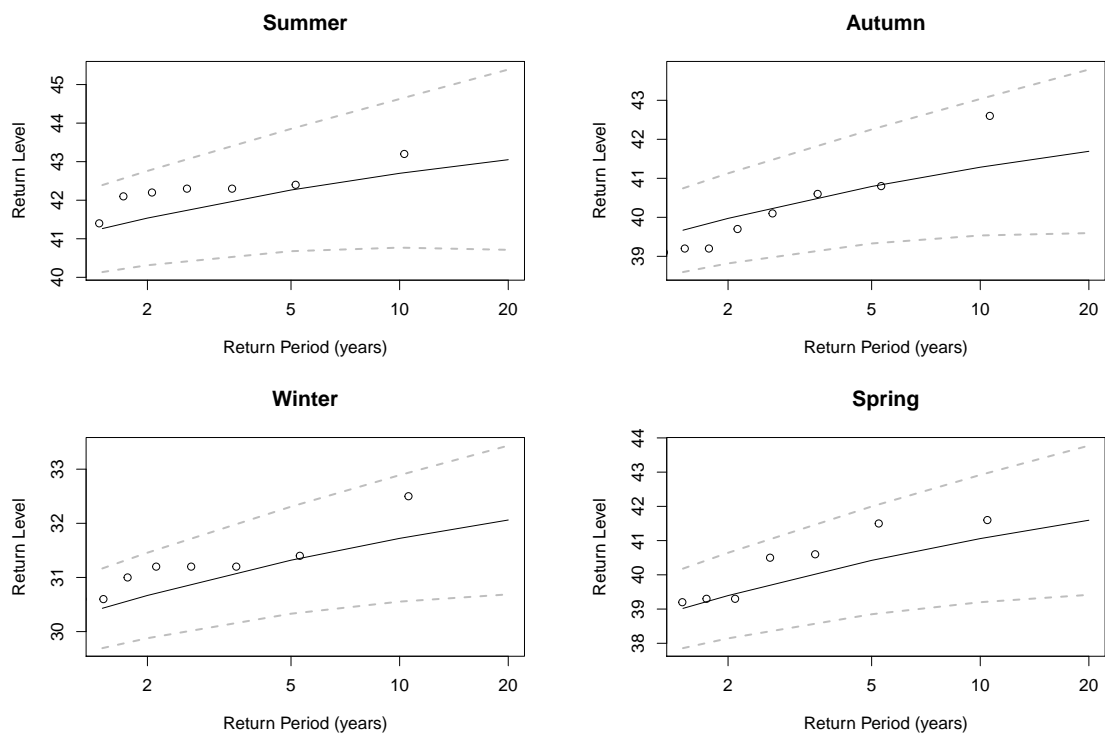 Summer
Return Level
45
44
43
42
41
40
2 5 10 20
Return Period (years)
Autumn
Return Level
43
42
41
40
39
2 5 10 20
Return Period (years)
Winter
Return Level
33
32
31
30
2 5 10 20
Return Period (years)
Spring
Return Level
44
43
42
41
40
39
38
2 5 10 20
Return Period (years)